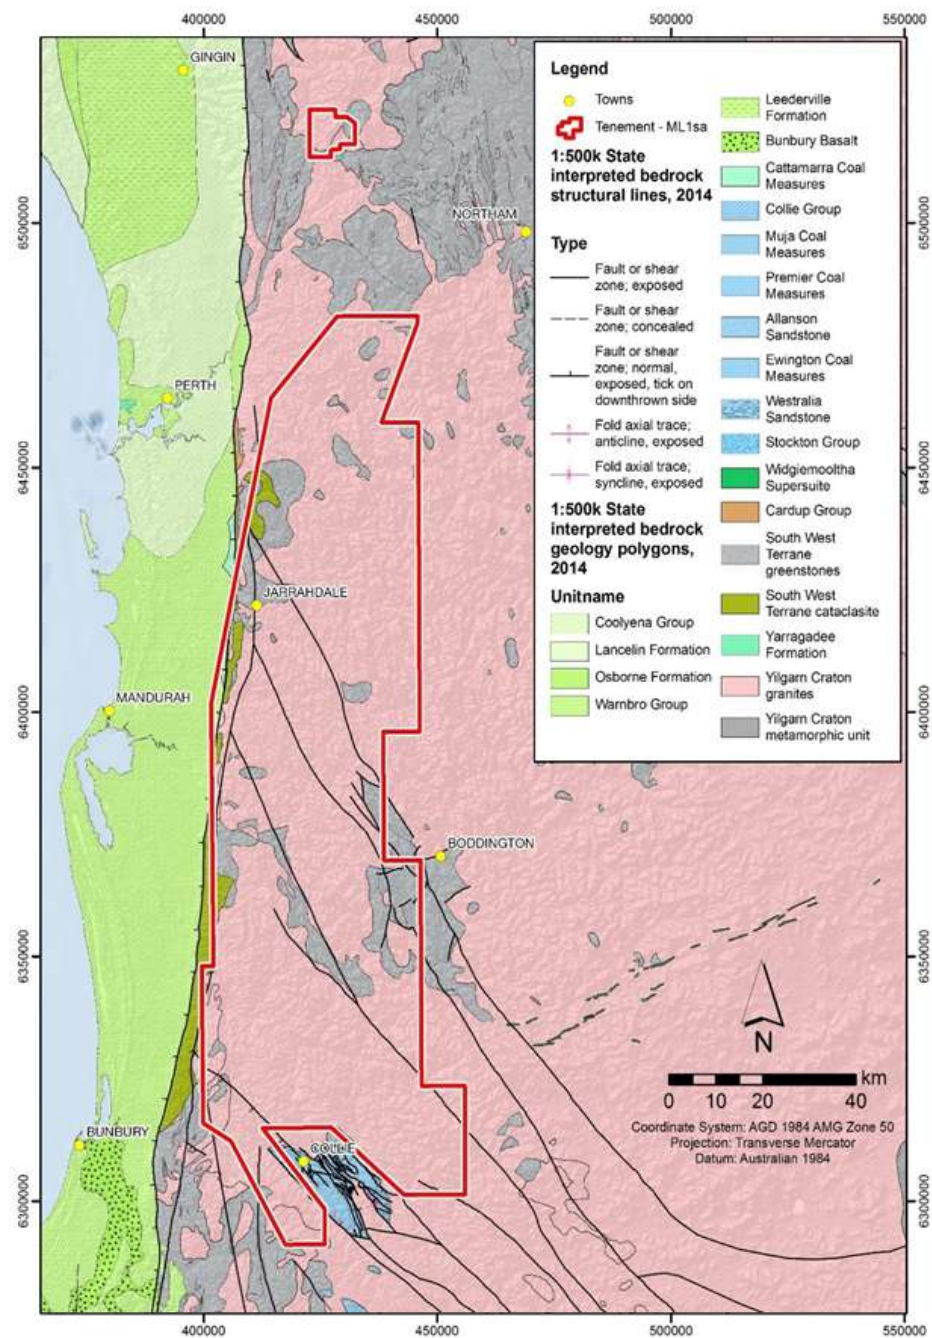 400000
450000
500000
550000
GINGIN
NORTHAM
PERTH
JARRAHDALE
MANDURAH
BODDINGTON
BUNBURY
COLLIE
6500000
6450000
6400000
6350000
6300000
6500000
6450000
6400000
6350000
6300000
Legend
Towns
Tenement - ML1sa
1:500k State
interpreted bedrock
structural lines, 2014
Type
Fault or shear
zone; exposed
Fault or shear
zone; concealed
Fault or shear
zone; normal,
exposed, tick on
downthrown side
Fold axial trace;
anticline, exposed
Fold axial trace;
syncline, exposed
1:500k State
interpreted bedrock
geology polygons,
2014
Unitname
Coolyena Group
Lancelin Formation
Osborne Formation
Warnbro Group
Leederville
Formation
Bunbury Basalt
Cattamarra Coal
Measures
Collie Group
Muja Coal
Measures
Premier Coal
Measures
Allanson
Sandstone
Ewington Coal
Measures
Westralia
Sandstone
Stockton Group
Widgiemooltha
Supersuite
Cardup Group
South West
Terrane
greenstones
South West
Terrane cataclasite
Yarragadee
Formation
Yilgarn Craton
granites
Yilgarn Craton
metamorphic unit
N
km
0 10 20 40
Coordinate System: AGD 1984 AMG Zone 50
Projection: Transverse Mercator
Datum: Australian 1984
400000
450000
500000
550000